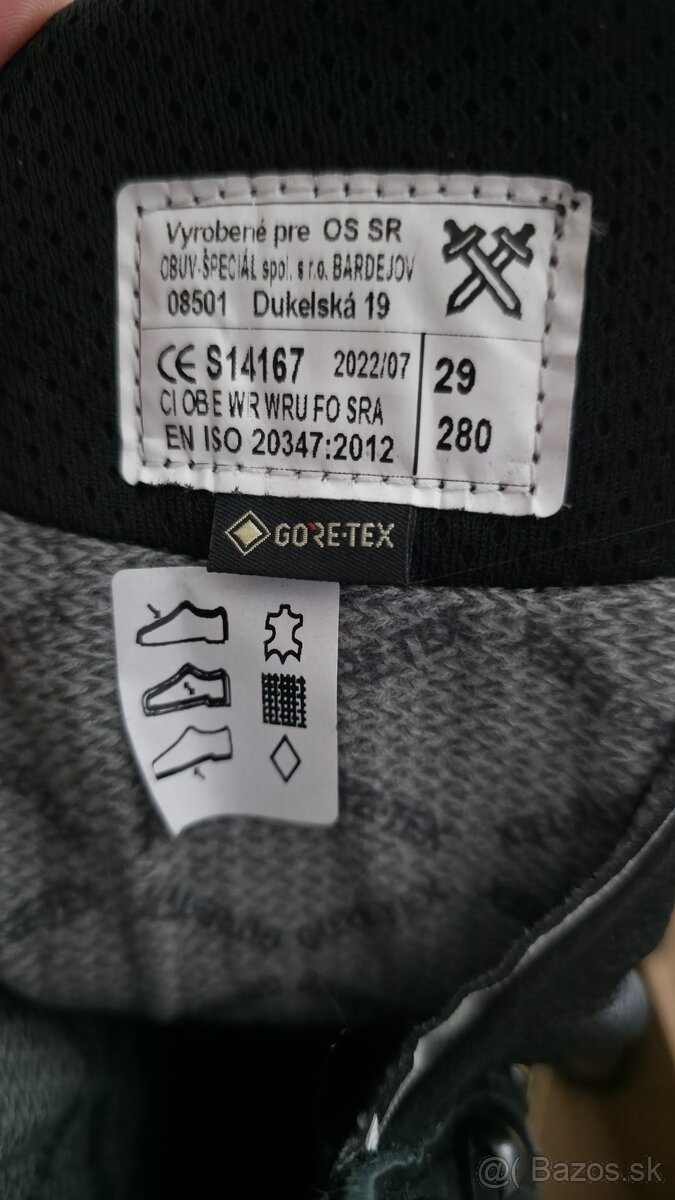 Vyrobené pre OS SR
OBUV-ŠPECIÁL spol. s r.o. BARDEJOV
08501 Dukelská 19
CE S14167 2022/07
29
280
CI OB E WR WRU FO SRA
EN ISO 20347:2012
GORE-TEX
@( Bazos.sk